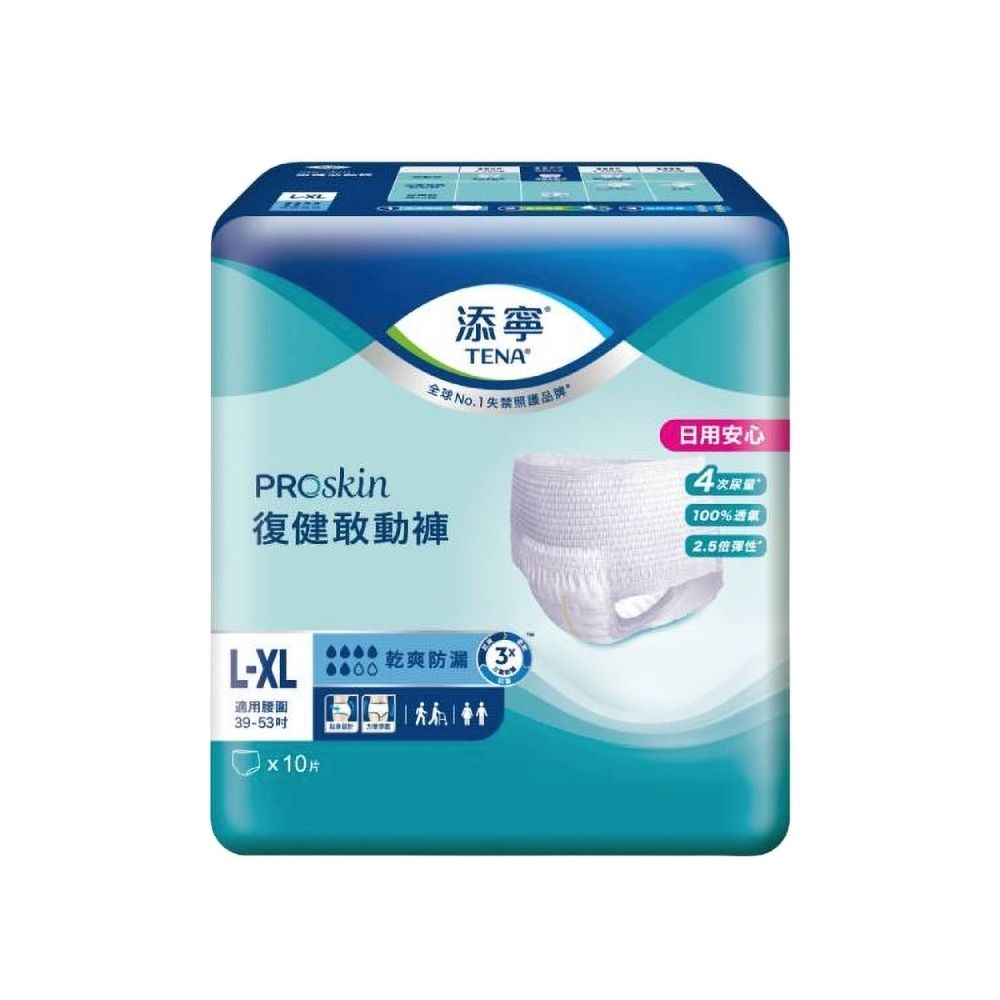 L-XL
添寧®
TENA®
全球No.1失禁照護品牌*
日用安心
PROskin
復健敢動褲
4次尿量*
100%透氣
2.5倍彈性*
L-XL
適用腰圍
39-53吋
乾爽防漏
3x
™
x10片